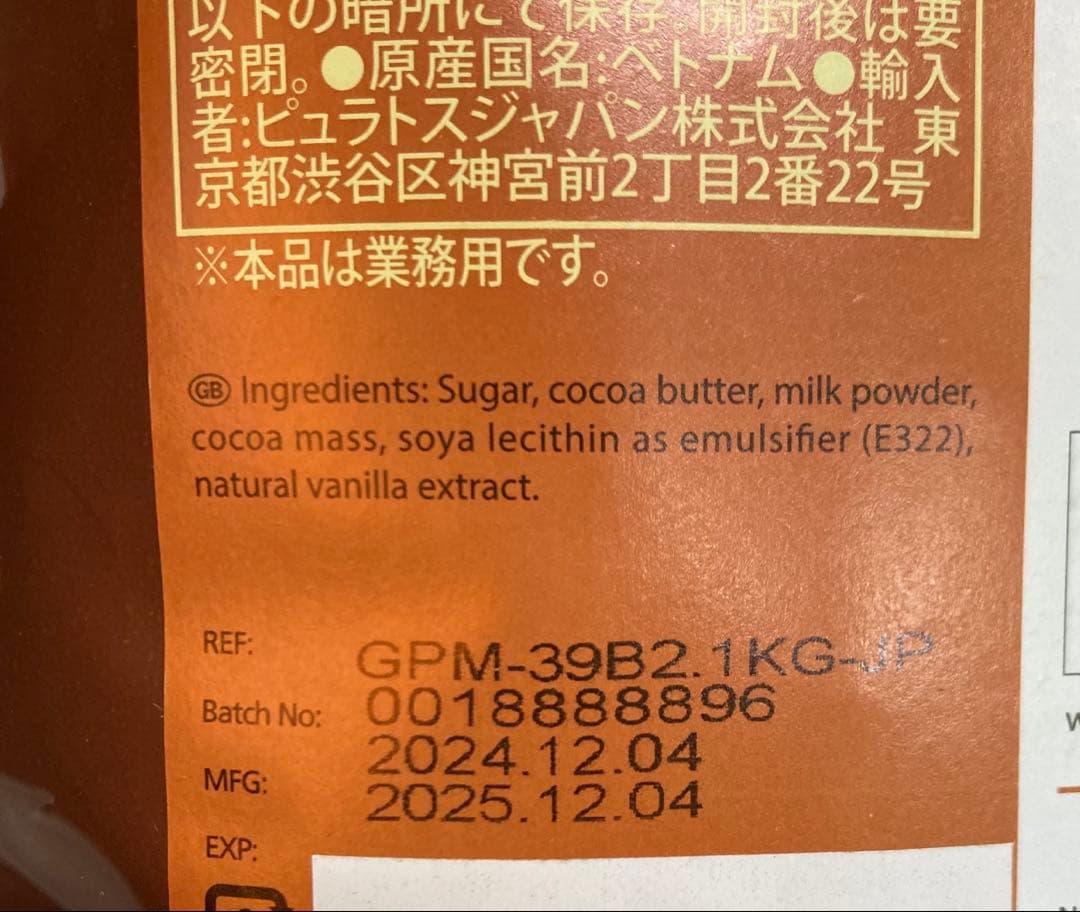 以下の暗所にて保存。開封後は要
密閉。●原産国名:ベトナム●輸入
者:ピュラトスジャパン株式会社 東
京都渋谷区神宮前2丁目2番22号
※本品は業務用です。
GB Ingredients: Sugar, cocoa butter, milk powder,
cocoa mass, soya lecithin as emulsifier (E322),
natural vanilla extract.
REF: GPM-39B2.1KG-JP
Batch No: 0018888896
MFG: 2024.12.04
EXP: 2025.12.04